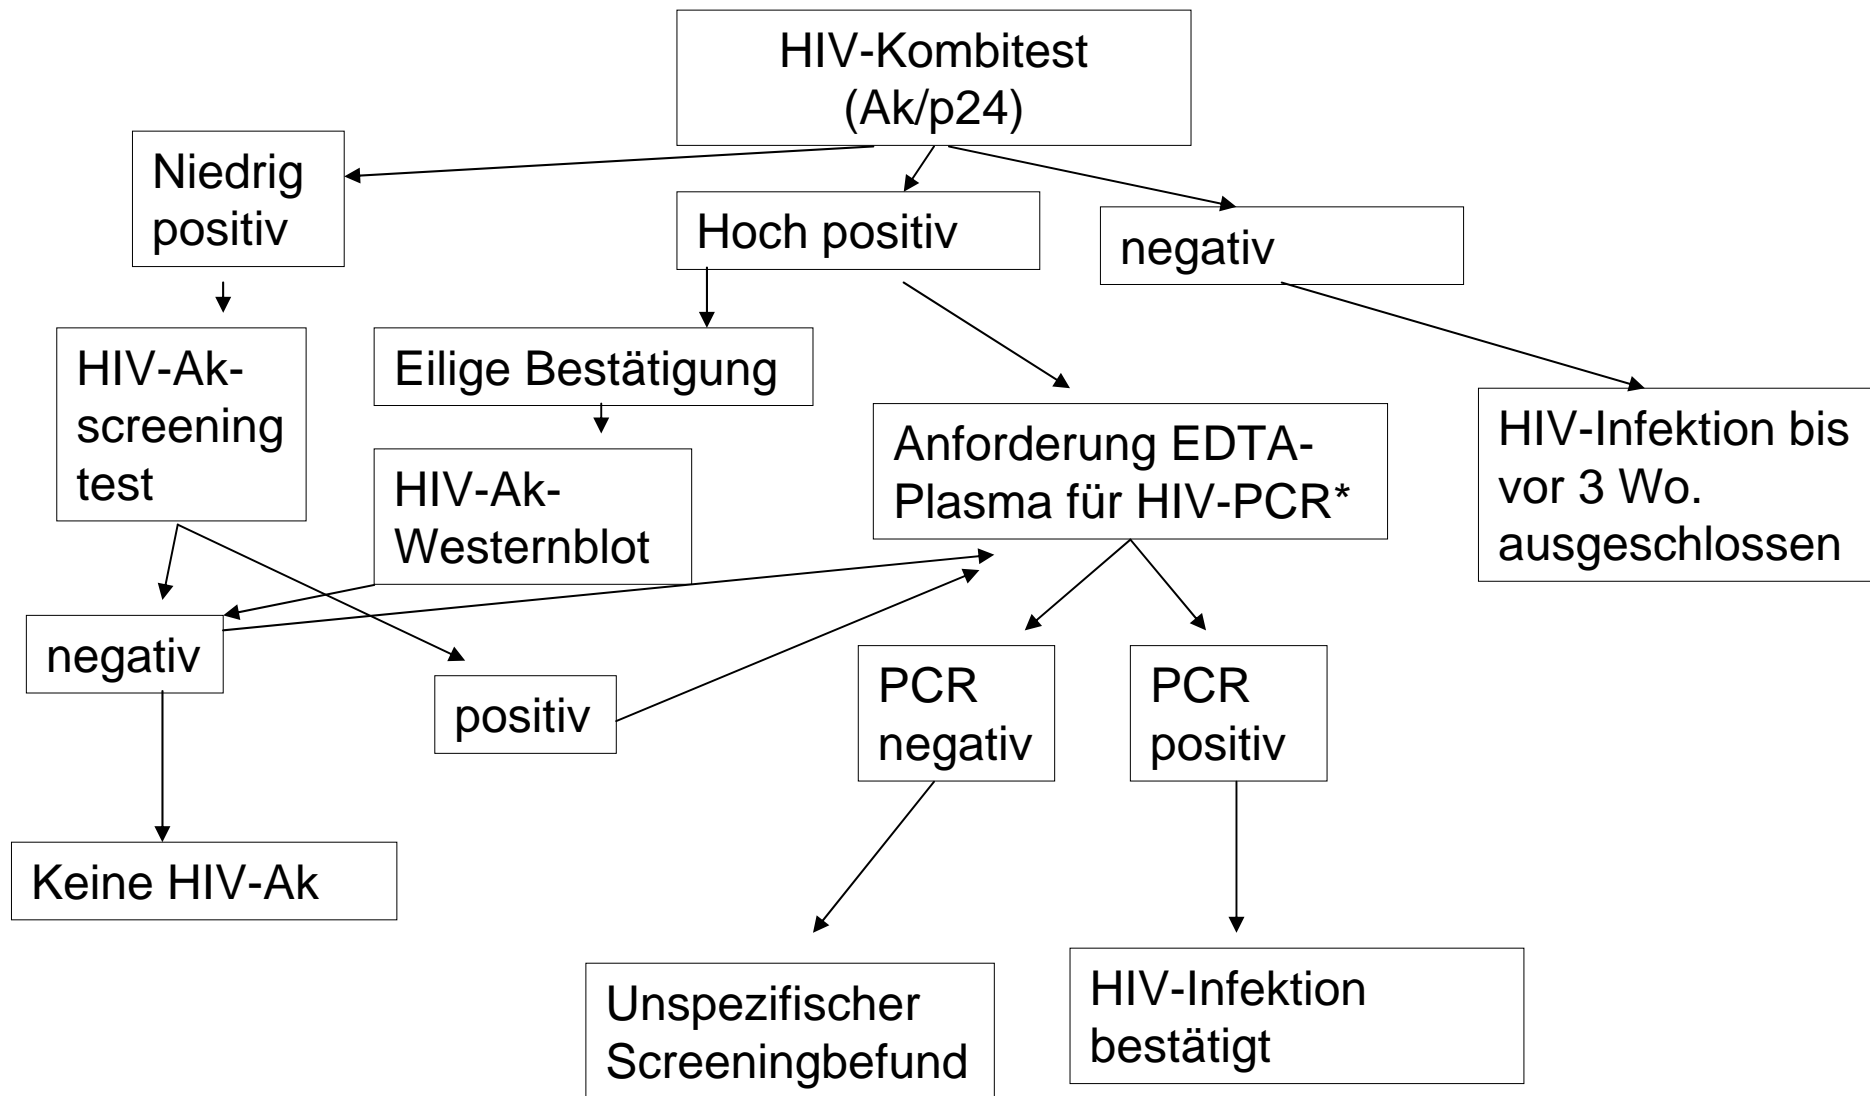 HIV-Kombitest
(Ak/p24)
Niedrig
positiv
Hoch positiv
negativ
HIV-Ak-
screening
test
Eilige Bestätigung
HIV-Ak-
Westernblot
Anforderung EDTA-
Plasma für HIV-PCR*
HIV-Infektion bis
vor 3 Wo.
ausgeschlossen
negativ
positiv
PCR
negativ
PCR
positiv
Keine HIV-Ak
Unspezifischer
Screeningbefund
HIV-Infektion
bestätigt